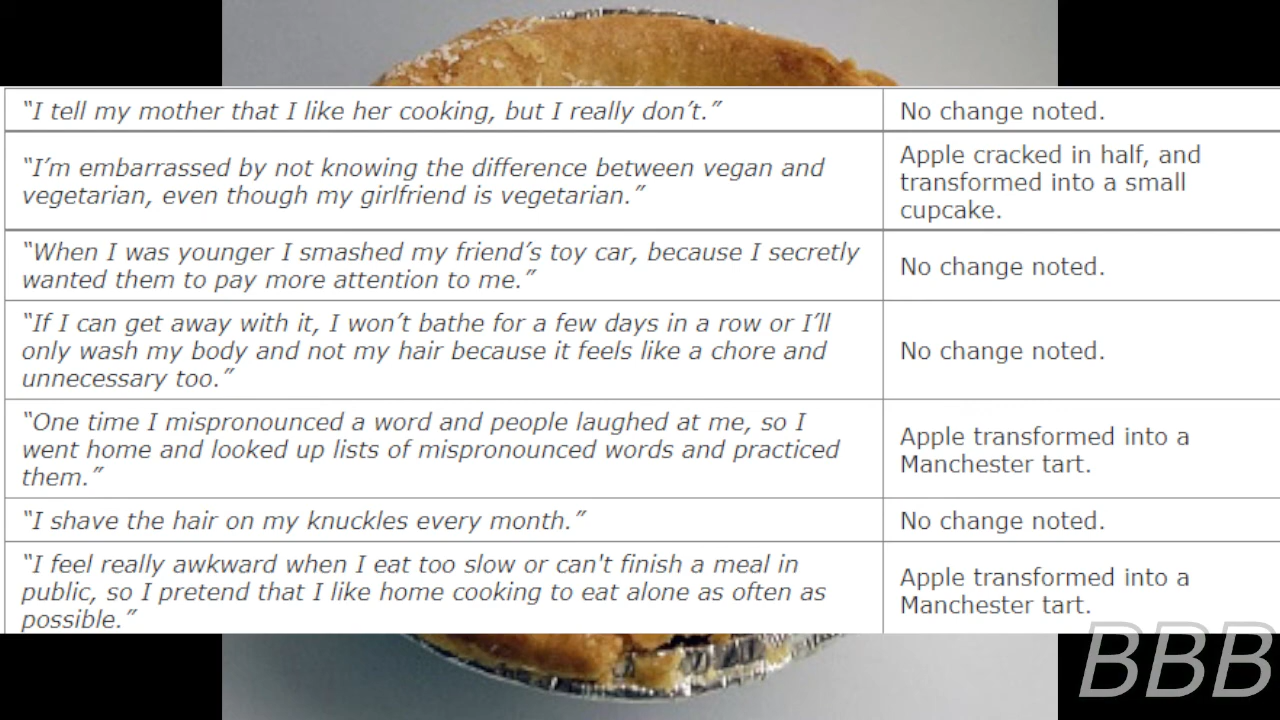 “I tell my mother that I like her cooking, but I really don’t.”
No change noted.
“I’m embarrassed by not knowing the difference between vegan and
vegetarian, even though my girlfriend is vegetarian.”
Apple cracked in half, and
transformed into a small
cupcake.
“When I was younger I smashed my friend’s toy car, because I secretly
wanted them to pay more attention to me.”
No change noted.
“If I can get away with it, I won’t bathe for a few days in a row or I’ll
only wash my body and not my hair because it feels like a chore and
unnecessary too.”
No change noted.
“One time I mispronounced a word and people laughed at me, so I
went home and looked up lists of mispronounced words and practiced
them.”
Apple transformed into a
Manchester tart.
“I shave the hair on my knuckles every month.”
No change noted.
“I feel really awkward when I eat too slow or can't finish a meal in
public, so I pretend that I like home cooking to eat alone as often as
possible.”
Apple transformed into a
Manchester tart.
BBB